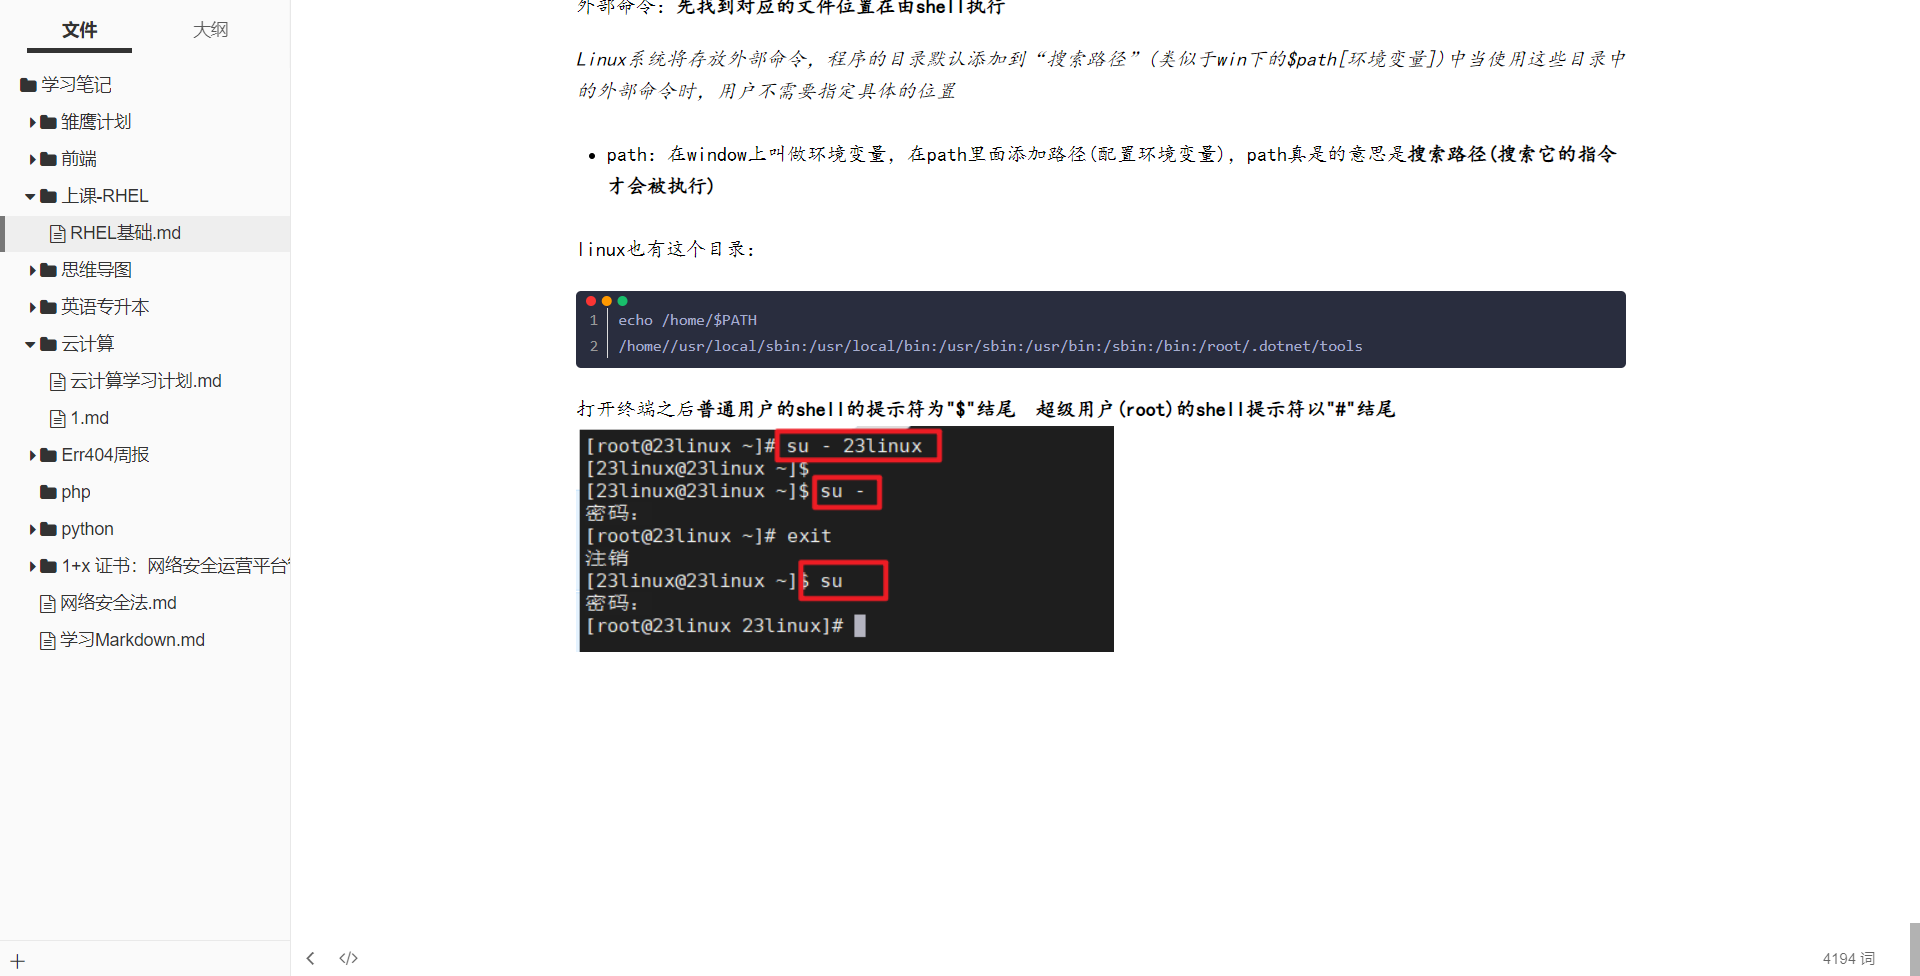 文件
大纲
学习笔记
雏鹰计划
前端
上课-RHEL
RHEL基础.md
思维导图
英语专升本
云计算
云计算学习计划.md
1.md
Err404周报
php
python
1+x 证书：网络安全运营平台
网络安全法.md
学习Markdown.md
外部命令：先找到对应的文件位置在由shell执行
Linux系统将存放外部命令，程序的目录默认添加到“搜索路径”(类似于win下的$path[环境变量])中当使用这些目录中
的外部命令时，用户不需要指定具体的位置
• path：在window上叫做环境变量，在path里面添加路径(配置环境变量)，path真是的意思是搜索路径(搜索它的指令
才会被执行)
linux也有这个目录：
1 echo /home/$PATH
2 /home//usr/local/sbin:/usr/local/bin:/usr/sbin:/usr/bin:/sbin:/bin:/root/.dotnet/tools
打开终端之后普通用户的shell的提示符为"$"结尾 超级用户(root)的shell提示符以"#"结尾
[root@23linux ~]# su - 23linux
[23linux@23linux ~]$
[23linux@23linux ~]$ su -
密码：
[root@23linux ~]# exit
注销
[23linux@23linux ~]$ su
密码：
[root@23linux 23linux]#
4194 词